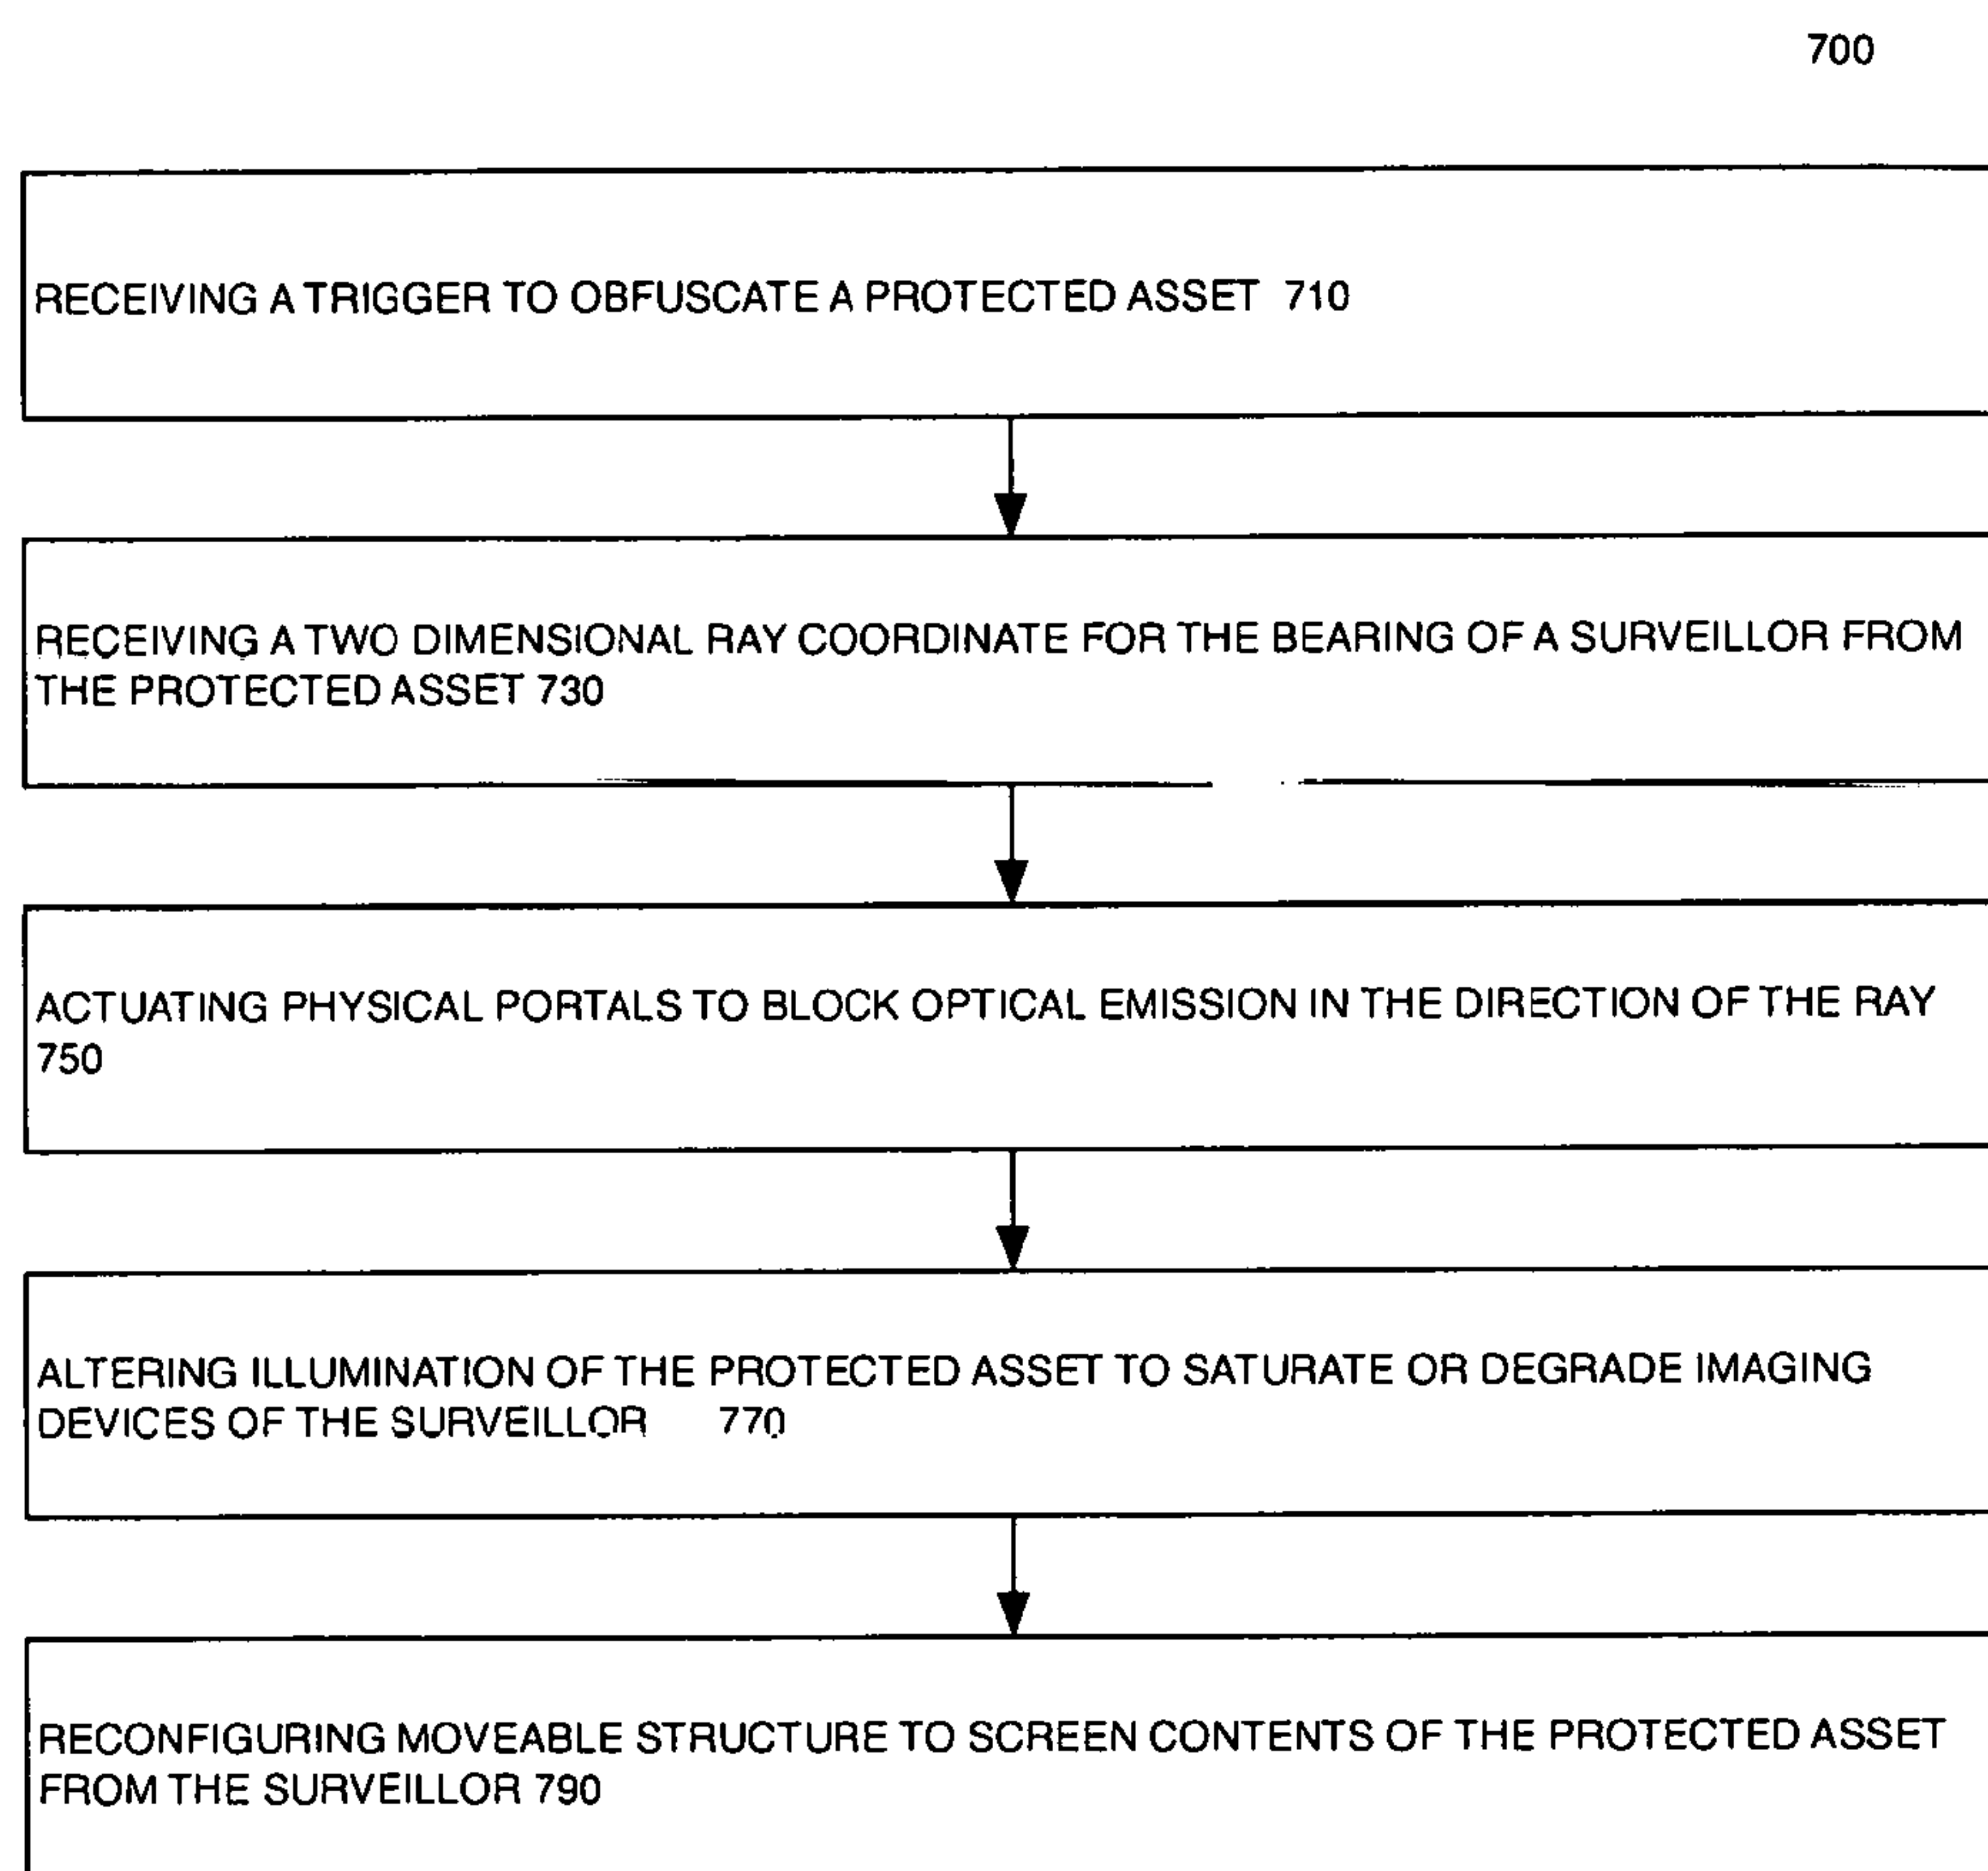 700
RECEIVING A TRIGGER TO OBFUSCATE A PROTECTED ASSET 710
RECEIVING A TWO DIMENSIONAL RAY COORDINATE FOR THE BEARING OF A SURVEILLOR FROM
THE PROTECTED ASSET 730
ACTUATING PHYSICAL PORTALS TO BLOCK OPTICAL EMISSION IN THE DIRECTION OF THE RAY
750
ALTERING ILLUMINATION OF THE PROTECTED ASSET TO SATURATE OR DEGRADE IMAGING
DEVICES OF THE SURVEILLOR 770
RECONFIGURING MOVEABLE STRUCTURE TO SCREEN CONTENTS OF THE PROTECTED ASSET
FROM THE SURVEILLOR 790